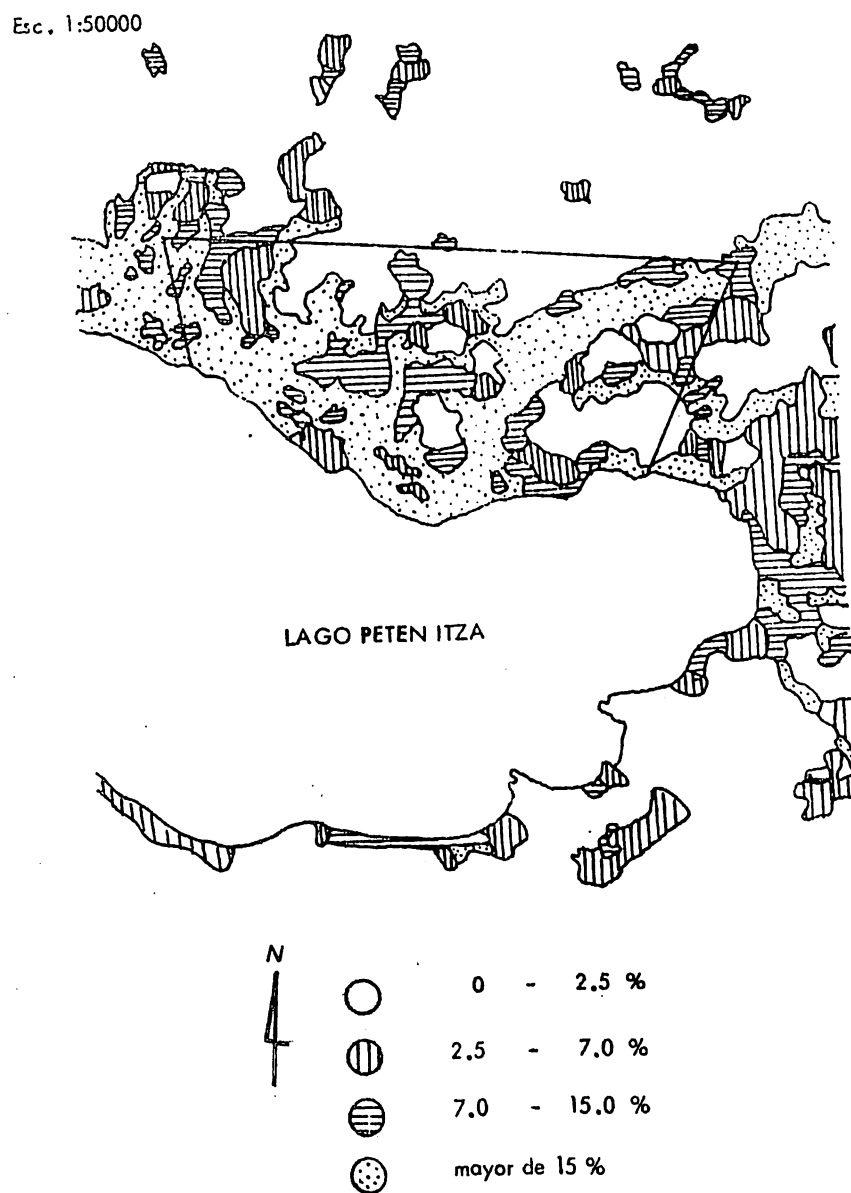 Esc. 1:50000
LAGO PETEN ITZA
N
0 - 2.5 %
2.5 - 7.0 %
7.0 - 15.0 %
mayor de 15 %